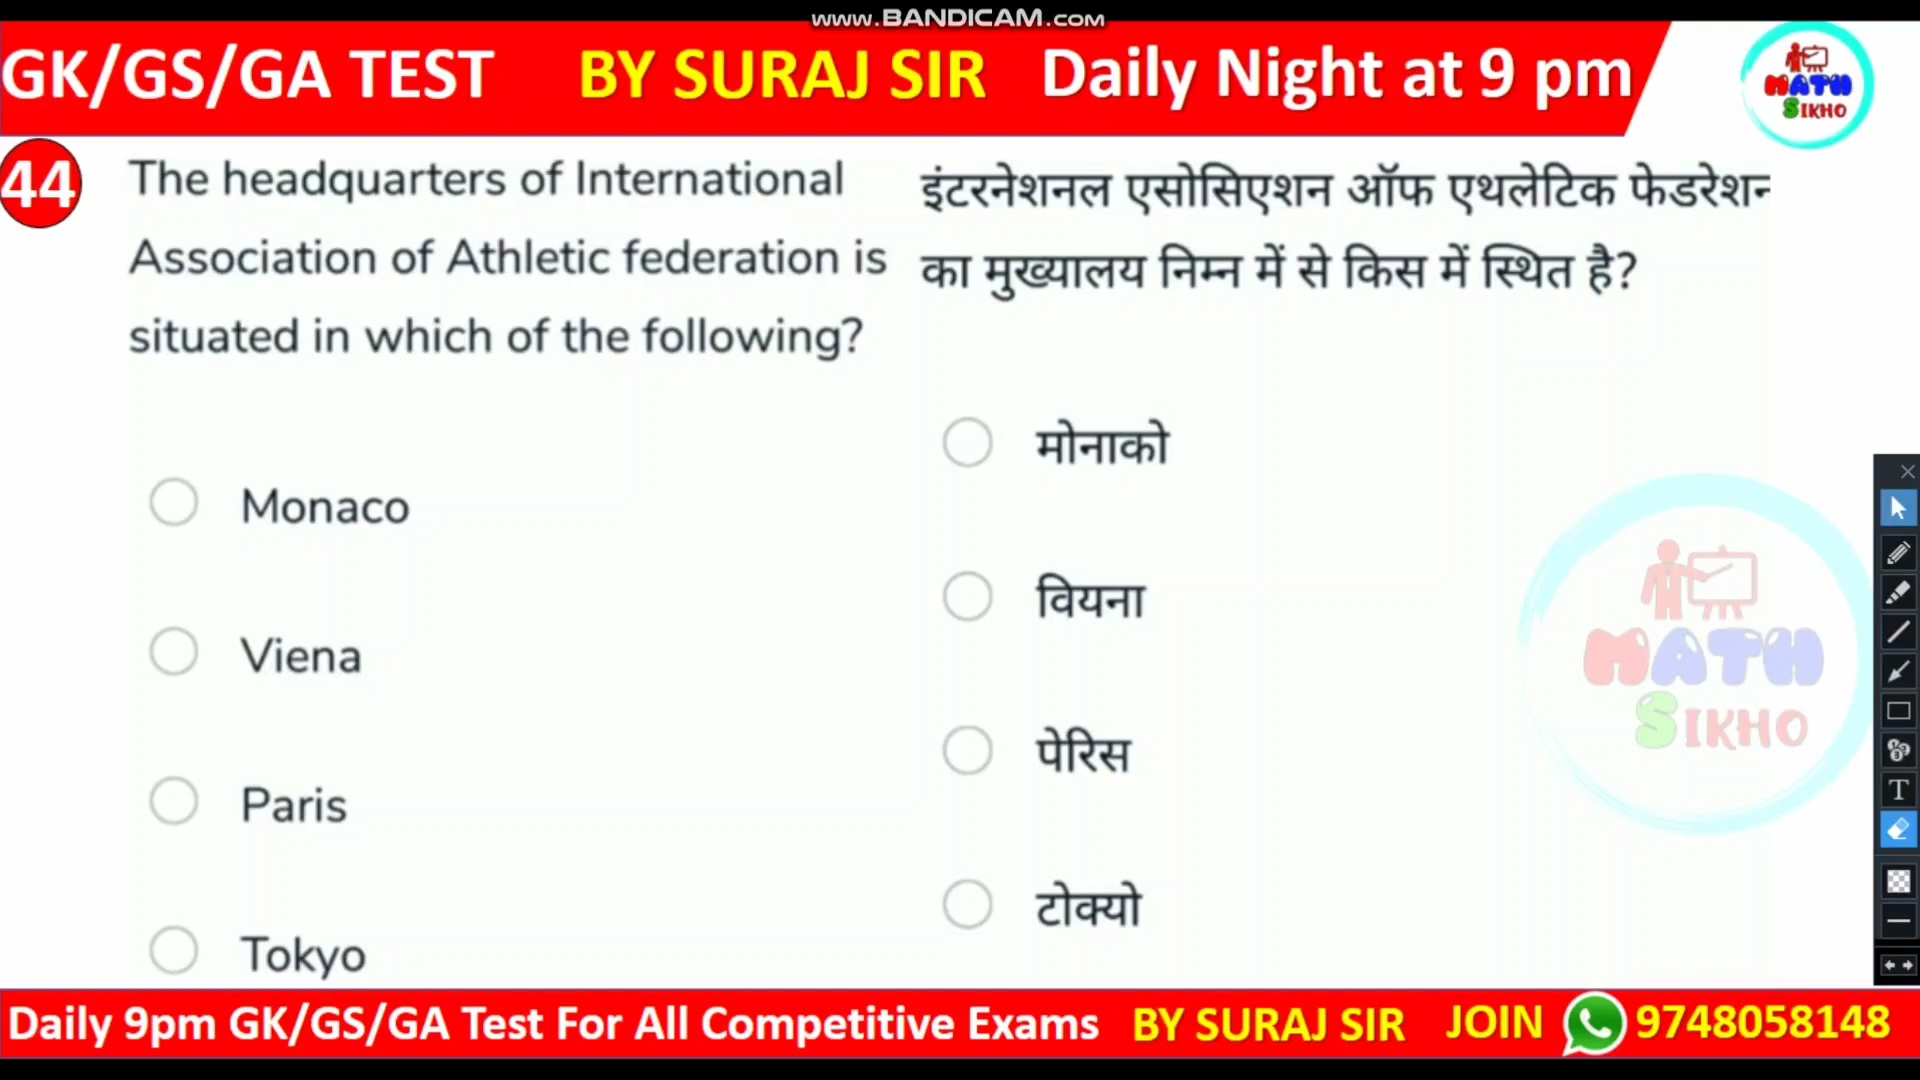 www.BANDICAM.com
GK/GS/GA TEST BY SURAJ SIR Daily Night at 9 pm
MATH
SIKHO
44
The headquarters of International
Association of Athletic federation is
situated in which of the following?
Monaco
Viena
Paris
Tokyo
इंटरनेशनल एसोसिएशन ऑफ एथलेटिक फेडरेशन
का मुख्यालय निम्न में से किस में स्थित है?
मोनाको
वियना
पेरिस
टोक्यो
MATH
SIKHO
Daily 9pm GK/GS/GA Test For All Competitive Exams BY SURAJ SIR JOIN 9748058148